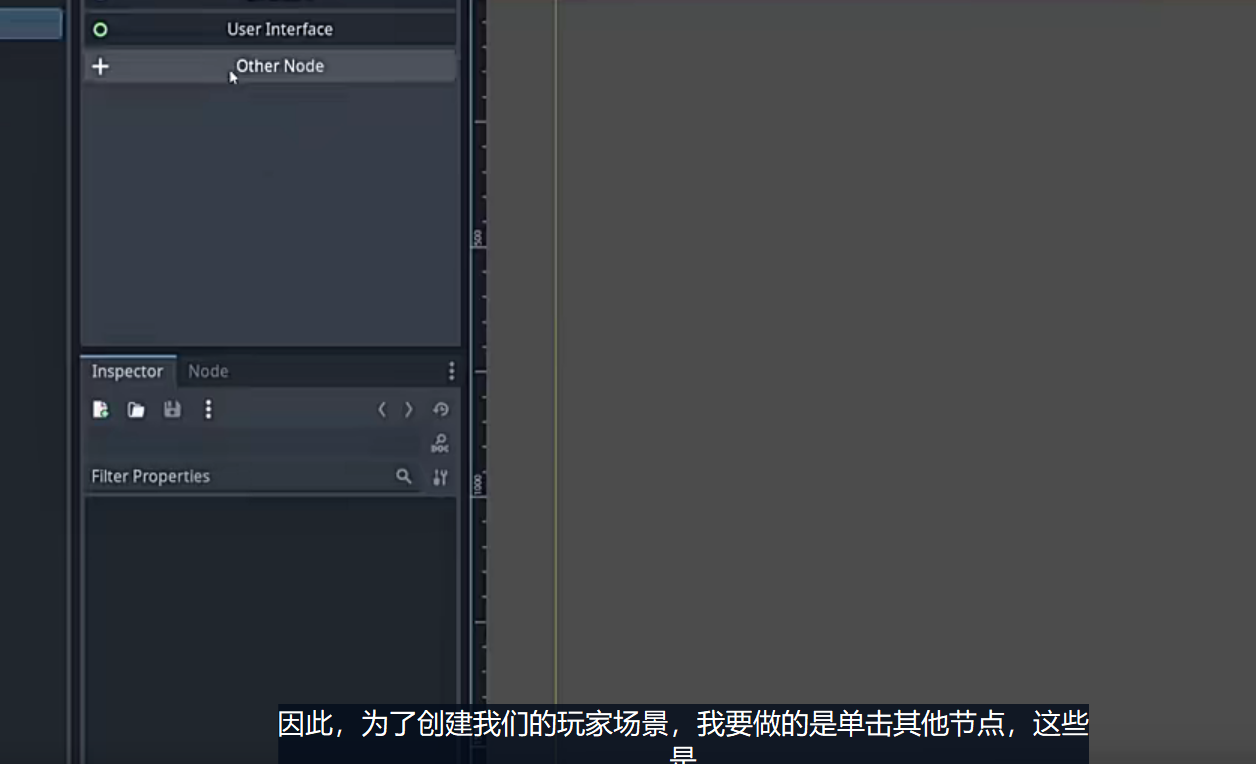 User Interface
Other Node
500
Inspector
Node
DOC
Filter Properties
1000
因此，为了创建我们的玩家场景，我要做的是单击其他节点，这些
是